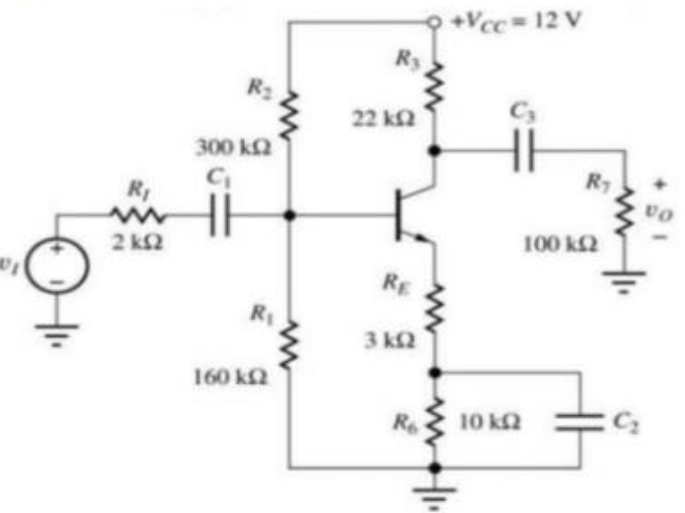 +V_CC = 12 V
R_3
22 kΩ
R_2
300 kΩ
C_3
R_I
2 kΩ
C_1
R_7
100 kΩ
+
v_O
−
+
v_I
−
R_E
3 kΩ
R_1
160 kΩ
R_6
10 kΩ
C_2